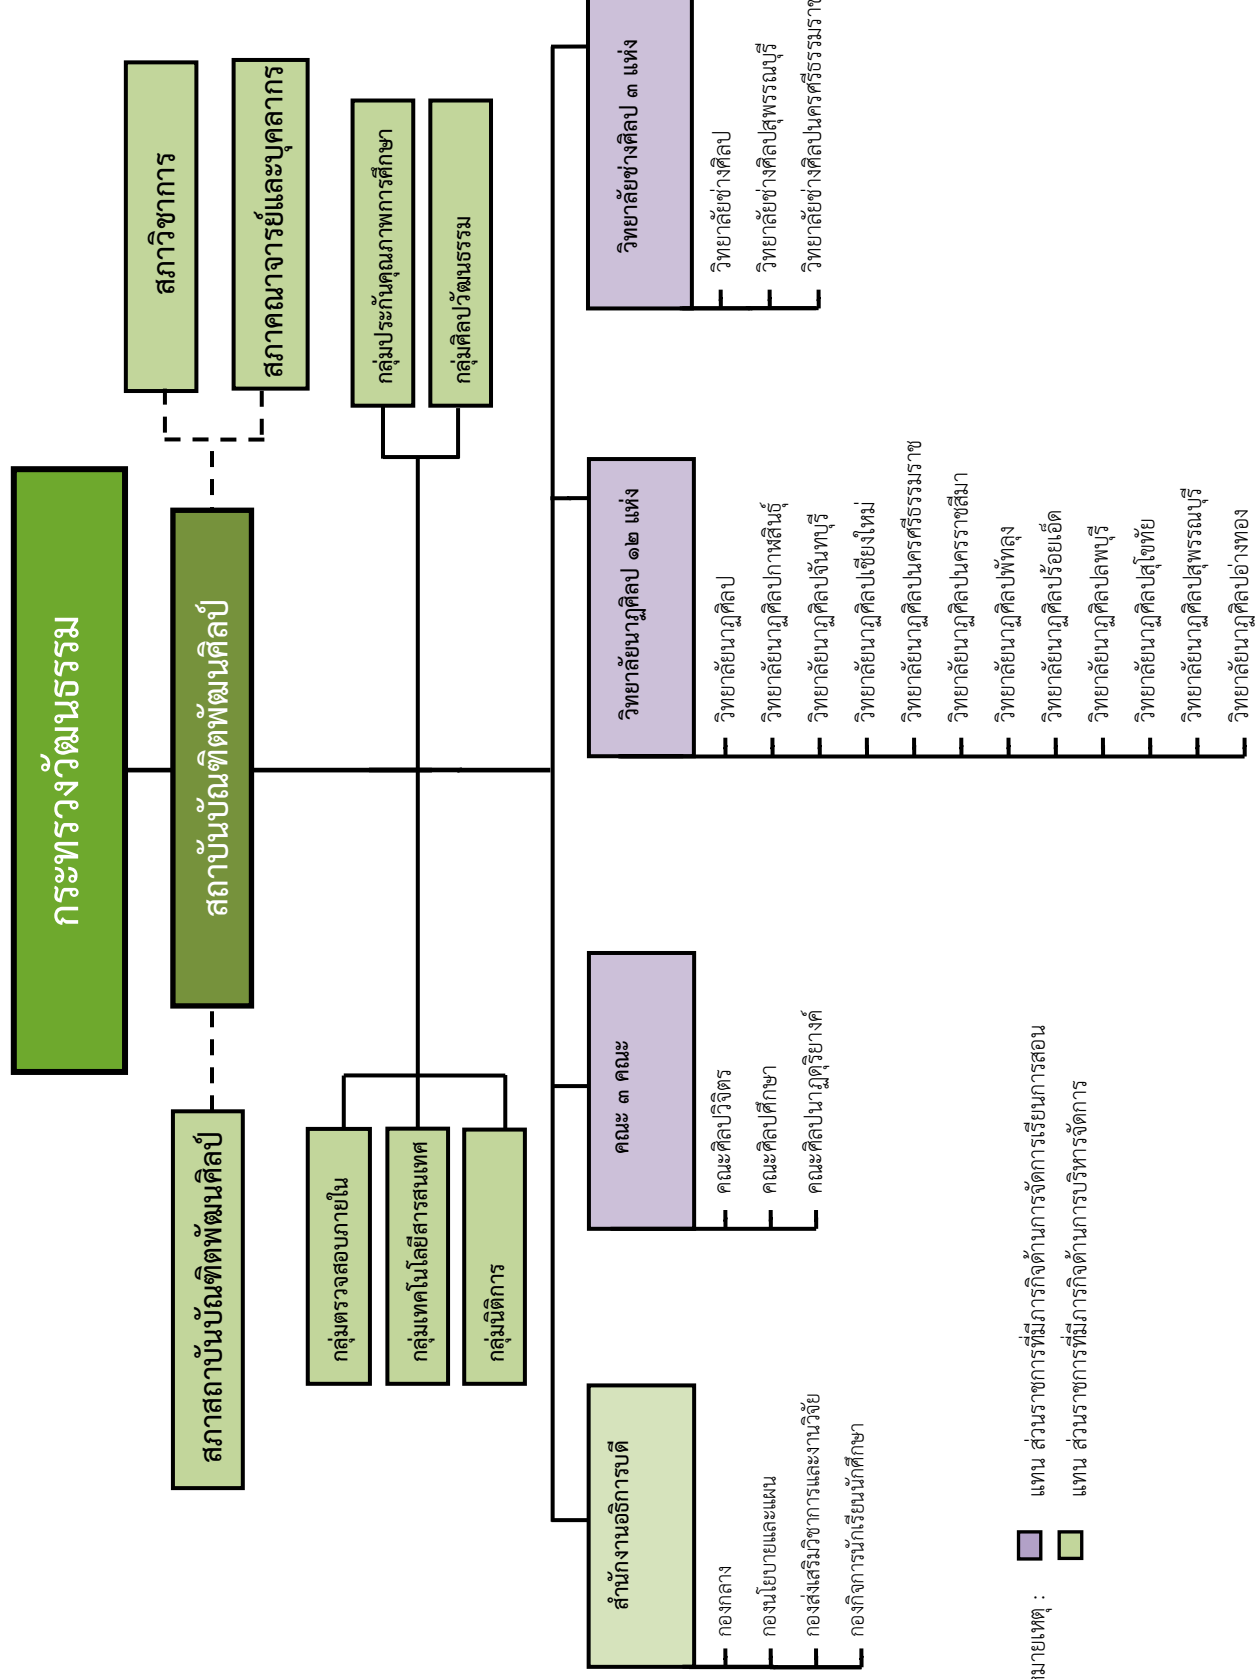 กระทรวงวัฒนธรรม
สภาสถาบันบัณฑิตพัฒนศิลป์
สถาบันบัณฑิตพัฒนศิลป์
สภาวิชาการ
สภาคณาจารย์และบุคลากร
กลุ่มตรวจสอบภายใน
กลุ่มเทคโนโลยีสารสนเทศ
กลุ่มนิติการ
กลุ่มประกันคุณภาพการศึกษา
กลุ่มศิลปวัฒนธรรม
สำนักงานอธิการบดี
กองกลาง
กองนโยบายและแผน
กองส่งเสริมวิชาการและงานวิจัย
กองกิจการนักเรียนนักศึกษา
คณะ ๓ คณะ
คณะศิลปวิจิตร
คณะศิลปศึกษา
คณะศิลปนาฏดุริยางค์
วิทยาลัยนาฏศิลป ๑๒ แห่ง
วิทยาลัยนาฏศิลป
วิทยาลัยนาฏศิลปกาฬสินธุ์
วิทยาลัยนาฏศิลปจันทบุรี
วิทยาลัยนาฏศิลปเชียงใหม่
วิทยาลัยนาฏศิลปนครศรีธรรมราช
วิทยาลัยนาฏศิลปนครราชสีมา
วิทยาลัยนาฏศิลปพัทลุง
วิทยาลัยนาฏศิลปร้อยเอ็ด
วิทยาลัยนาฏศิลปลพบุรี
วิทยาลัยนาฏศิลปสุโขทัย
วิทยาลัยนาฏศิลปสุพรรณบุรี
วิทยาลัยนาฏศิลปอ่างทอง
วิทยาลัยช่างศิลป ๓ แห่ง
วิทยาลัยช่างศิลป
วิทยาลัยช่างศิลปสุพรรณบุรี
วิทยาลัยช่างศิลปนครศรีธรรมราช
หมายเหตุ :
แทน ส่วนราชการที่มีภารกิจด้านการจัดการเรียนการสอน
แทน ส่วนราชการที่มีภารกิจด้านการบริหารจัดการ